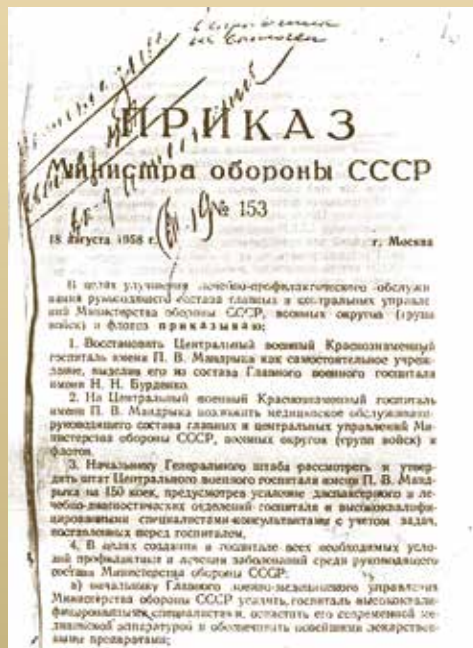 ПРИКАЗ
Министра обороны СССР
№ 153
18 августа 1958 г. г. Москва
В целях улучшения лечебно-профилактического обслужи-
вания руководящего состава главных и центральных управле-
ний Министерства обороны СССР, военных округов (групп
войск) и флотов приказываю:
1. Восстановить Центральный военный Краснознаменный
госпиталь имени П. В. Мандрыка как самостоятельное учреж-
дение, выделив его из состава Главного военного госпиталя
имени Н. Н. Бурденко.
2. На Центральный военный Краснознаменный госпиталь
имени П. В. Мандрыка возложить медицинское обслуживание
руководящего состава главных и центральных управлений Ми-
нистерства обороны СССР, военных округов (групп войск) и
флотов.
3. Начальнику Генерального штаба рассмотреть и утвер-
дить штат Центрального военного госпиталя имени П. В. Манд-
рыка на 150 коек, предусмотрев усиление диспансерного и ле-
чебно-диагностических отделений госпиталя и высококвалифи-
цированными специалистами-консультантами с учетом задач,
поставленных перед госпиталем.
4. В целях создания в госпитале всех необходимых усло-
вий профилактики и лечения заболеваний среди руководящего
состава Министерства обороны СССР:
а) начальнику Главного военно-медицинского управления
Министерства обороны СССР усилить госпиталь высококвали-
фицированными специалистами, оснастить его современной ме-
дицинской аппаратурой и обеспечить новейшими лекарствен-
ными препаратами;